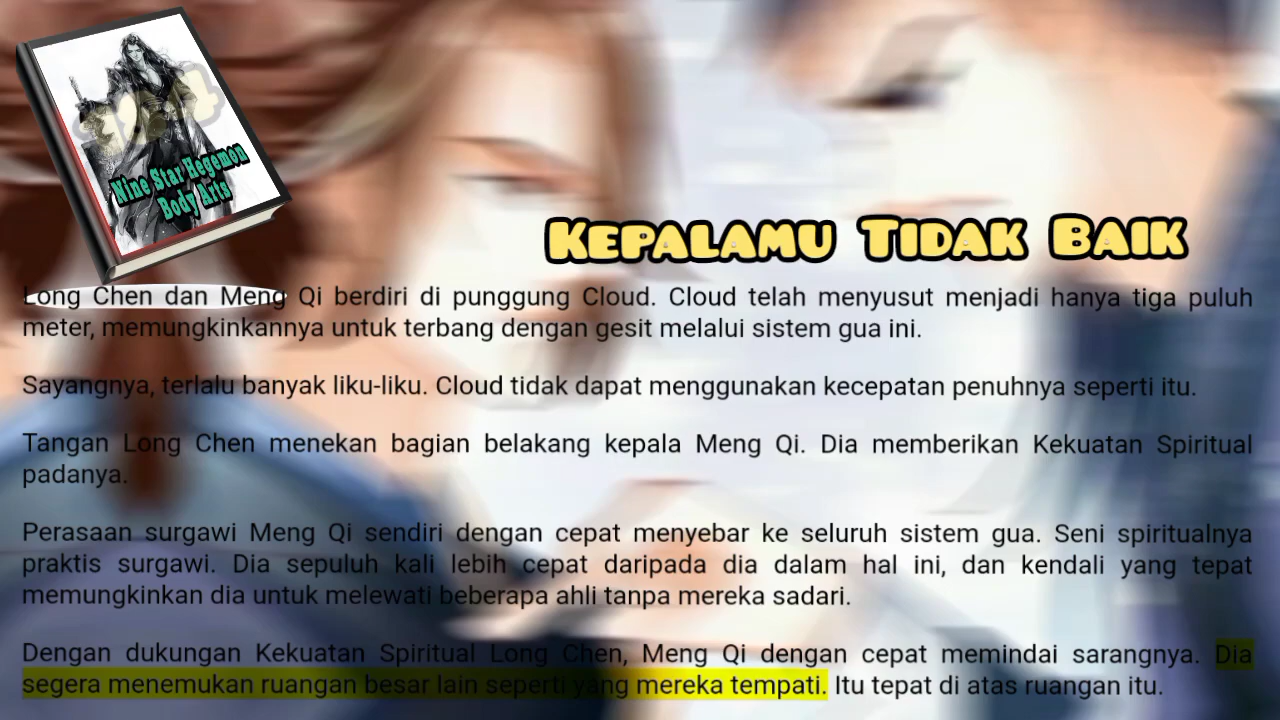 Nine Star Hegemon
Body Arts
Kepalamu Tidak Baik
Long Chen dan Meng Qi berdiri di punggung Cloud. Cloud telah menyusut menjadi hanya tiga puluh
meter, memungkinkannya untuk terbang dengan gesit melalui sistem gua ini.
Sayangnya, terlalu banyak liku-liku. Cloud tidak dapat menggunakan kecepatan penuhnya seperti itu.
Tangan Long Chen menekan bagian belakang kepala Meng Qi. Dia memberikan Kekuatan Spiritual
padanya.
Perasaan surgawi Meng Qi sendiri dengan cepat menyebar ke seluruh sistem gua. Seni spiritualnya
praktis surgawi. Dia sepuluh kali lebih cepat daripada dia dalam hal ini, dan kendali yang tepat
memungkinkan dia untuk melewati beberapa ahli tanpa mereka sadari.
Dengan dukungan Kekuatan Spiritual Long Chen, Meng Qi dengan cepat memindai sarangnya. Dia
segera menemukan ruangan besar lain seperti yang mereka tempati. Itu tepat di atas ruangan itu.